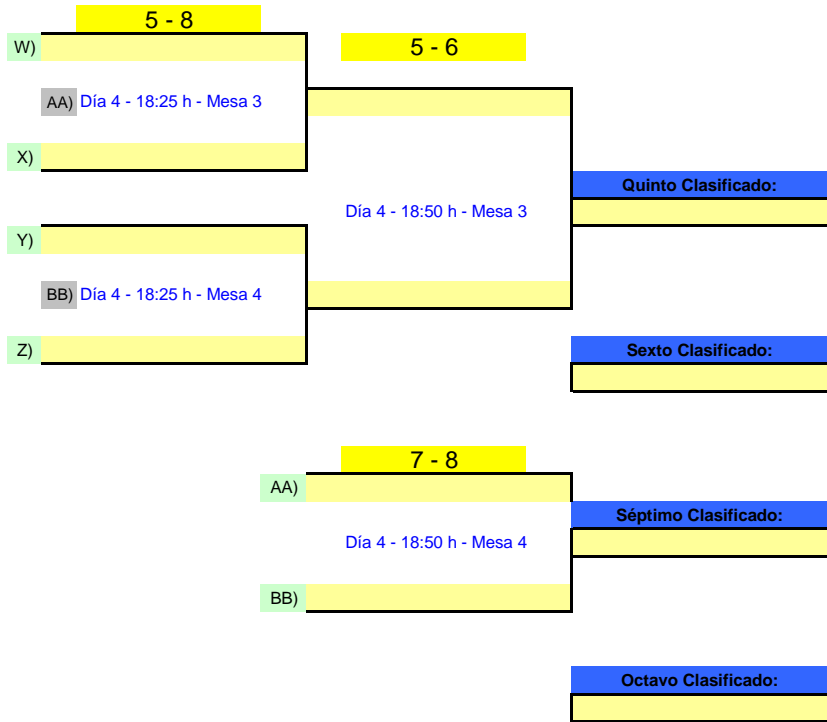 5 - 8
W)
5 - 6
AA) Día 4 - 18:25 h - Mesa 3
X)
Quinto Clasificado:
Día 4 - 18:50 h - Mesa 3
Y)
BB) Día 4 - 18:25 h - Mesa 4
Z)
Sexto Clasificado:
7 - 8
AA)
Séptimo Clasificado:
Día 4 - 18:50 h - Mesa 4
BB)
Octavo Clasificado: